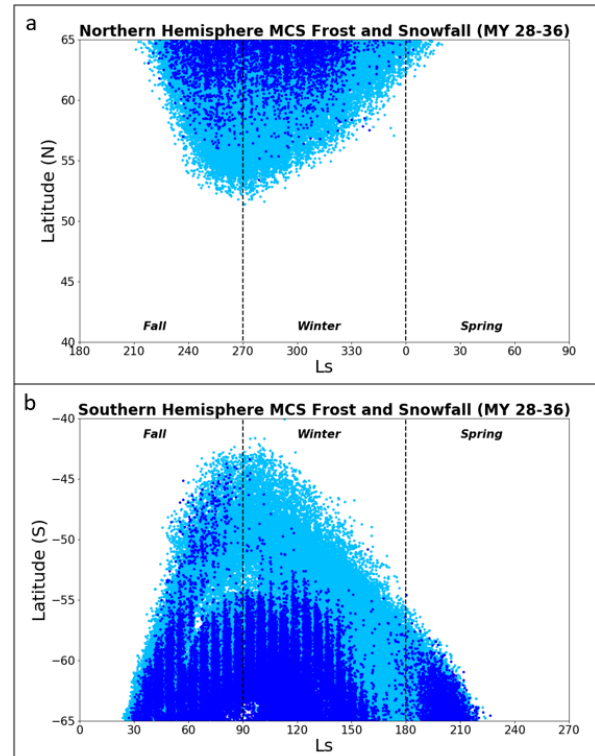 a
Northern Hemisphere MCS Frost and Snowfall (MY 28-36)
65
60
55
50
45
40
Latitude (N)
Fall
Winter
Spring
180
210
240
270
300
330
0
30
60
90
Ls
b
Southern Hemisphere MCS Frost and Snowfall (MY 28-36)
−40
−45
−50
−55
−60
−65
Latitude (S)
Fall
Winter
Spring
0
30
60
90
120
150
180
210
240
270
Ls